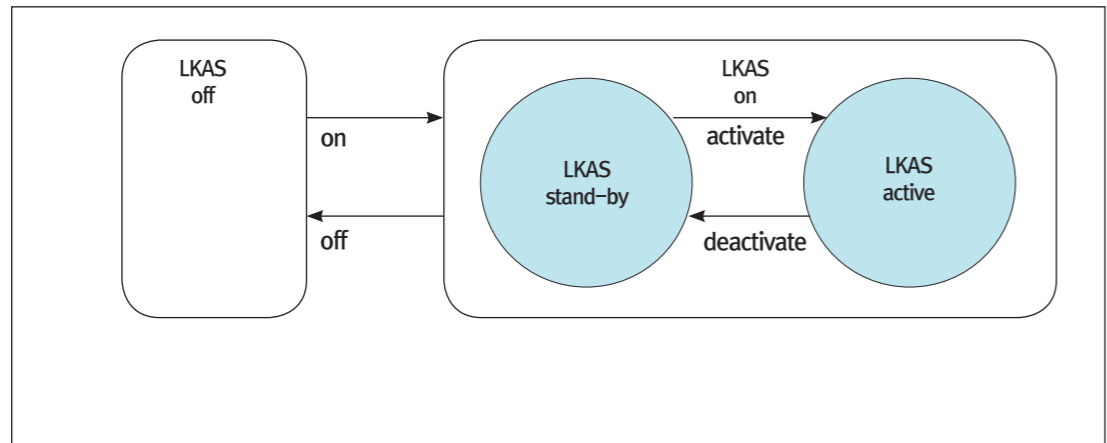 LKAS
off
on
off
LKAS
on
activate
LKAS
stand-by
LKAS
active
deactivate